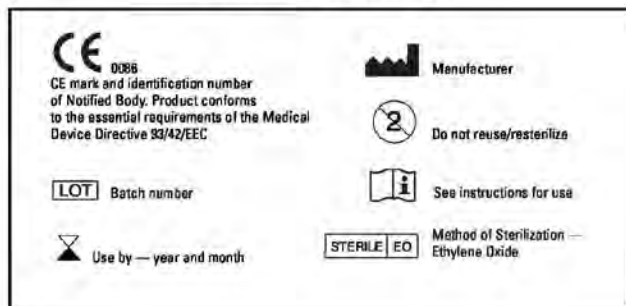 CE 0086
CE mark and identification number
of Notified Body. Product conforms
to the essential requirements of the Medical
Device Directive 93/42/EEC
LOT Batch number
Use by — year and month
Manufacturer
2 Do not reuse/resterilize
i See instructions for use
STERILE EO Method of Sterilization —
Ethylene Oxide